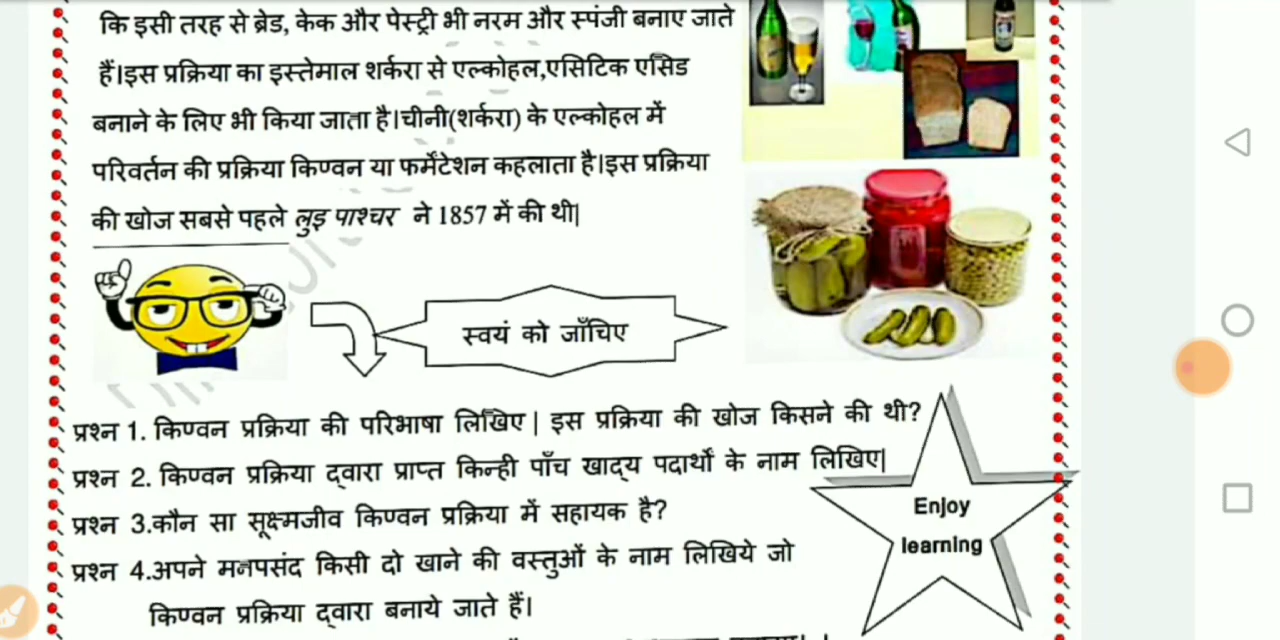 कि इसी तरह से ब्रेड, केक और पेस्ट्री भी नरम और स्पंजी बनाए जाते
हैं।इस प्रक्रिया का इस्तेमाल शर्करा से एल्कोहल,एसिटिक एसिड
बनाने के लिए भी किया जाता है।चीनी(शर्करा) के एल्कोहल में
परिवर्तन की प्रक्रिया किण्वन या फर्मेंटेशन कहलाता है।इस प्रक्रिया
की खोज सबसे पहले लुइ पाश्चर ने 1857 में की थी|
स्वयं को जाँचिए
प्रश्न 1. किण्वन प्रक्रिया की परिभाषा लिखिए| इस प्रक्रिया की खोज किसने की थी?
प्रश्न 2. किण्वन प्रक्रिया द्वारा प्राप्त किन्ही पाँच खाद्य पदार्थों के नाम लिखिए|
प्रश्न 3.कौन सा सूक्ष्मजीव किण्वन प्रक्रिया में सहायक है?
प्रश्न 4.अपने मनपसंद किसी दो खाने की वस्तुओं के नाम लिखिये जो
किण्वन प्रक्रिया द्वारा बनाये जाते हैं।
Enjoy
learning